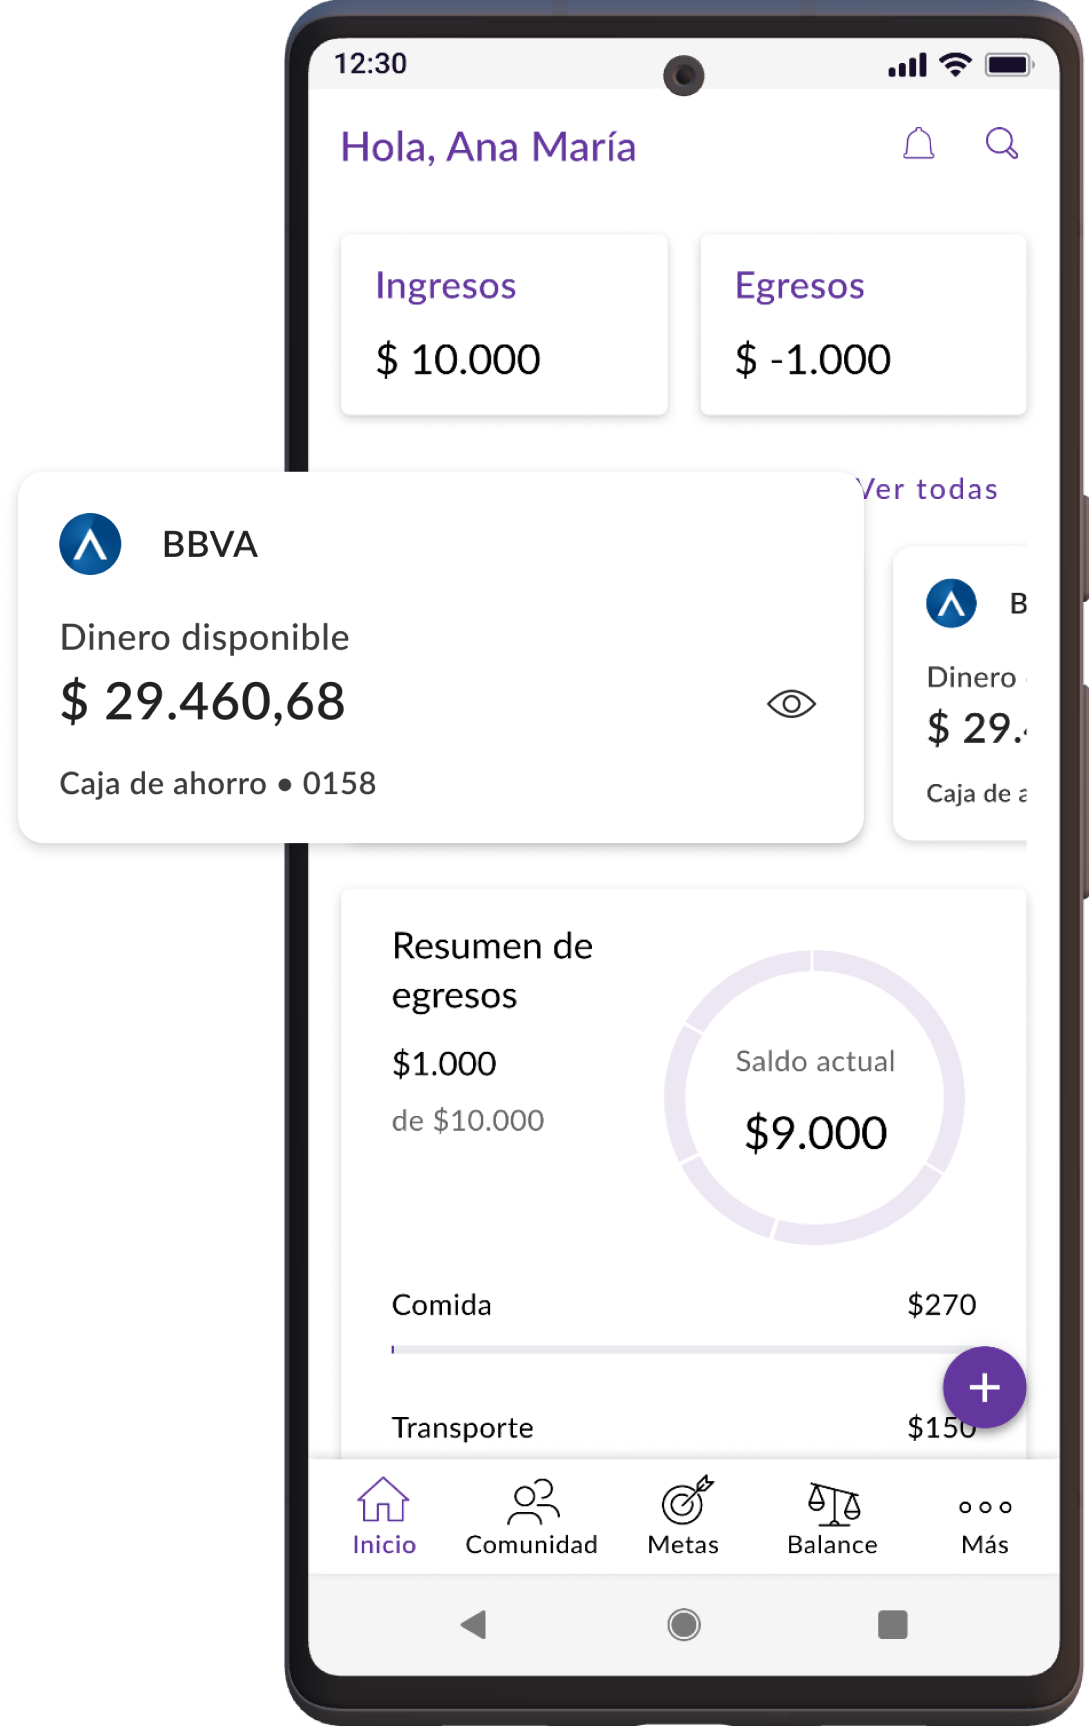 12:30
Hola, Ana María
Ingresos
$ 10.000
Egresos
$ -1.000
Ver todas
BBVA
Dinero disponible
$ 29.460,68
Caja de ahorro • 0158
B
Dinero
$ 29.
Caja de a
Resumen de
egresos
$1.000
de $10.000
Saldo actual
$9.000
Comida
$270
Transporte
$150
Inicio
Comunidad
Metas
Balance
Más